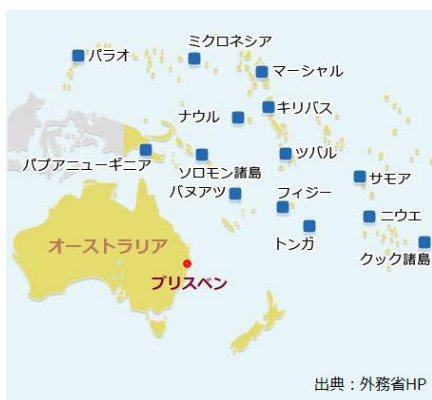 ミクロネシア
パラオ
マーシャル
キリバス
ナウル
ツバル
パプアニューギニア
ソロモン諸島
サモア
バヌアツ
フィジー
ニウエ
トンガ
オーストラリア
クック諸島
ブリスベン
出典：外務省HP